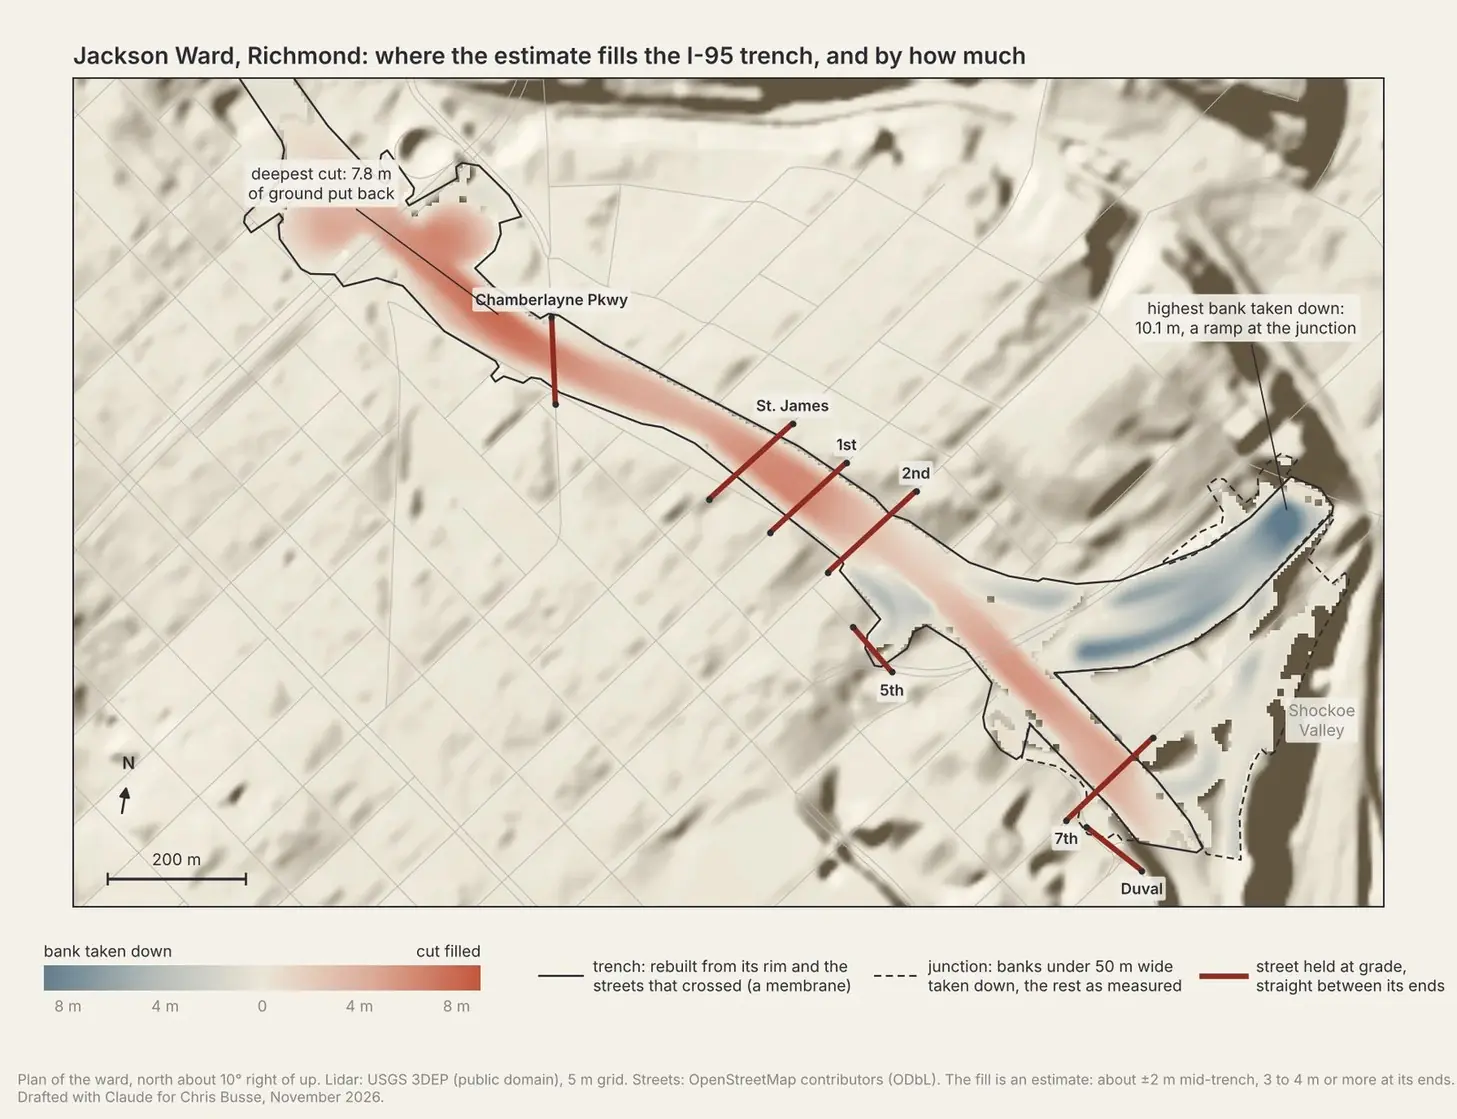 Jackson Ward, Richmond: where the estimate fills the I-95 trench, and by how much
deepest cut: 7.8 m
of ground put back
Chamberlayne Pkwy
highest bank taken down:
10.1 m, a ramp at the junction
St. James
1st
2nd
5th
Shockoe
Valley
N
7th
200 m
Duval
bank taken down
cut filled
8 m
4 m
0
4 m
8 m
trench: rebuilt from its rim and the
streets that crossed (a membrane)
junction: banks under 50 m wide
taken down, the rest as measured
street held at grade,
straight between its ends
Plan of the ward, north about 10° right of up. Lidar: USGS 3DEP (public domain), 5 m grid. Streets: OpenStreetMap contributors (ODbL). The fill is an estimate: about ±2 m mid-trench, 3 to 4 m or more at its ends.
Drafted with Claude for Chris Busse, November 2026.